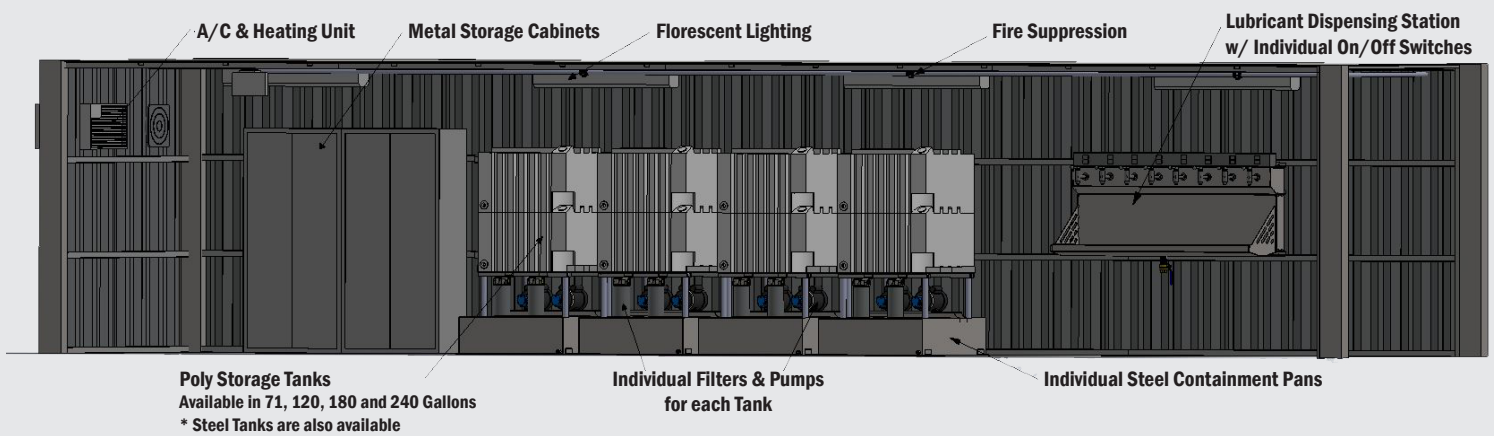 A/C & Heating Unit
Metal Storage Cabinets
Florescent Lighting
Fire Suppression
Lubricant Dispensing Station
w/ Individual On/Off Switches
Poly Storage Tanks
Available in 71, 120, 180 and 240 Gallons
* Steel Tanks are also available
Individual Filters & Pumps
for each Tank
Individual Steel Containment Pans